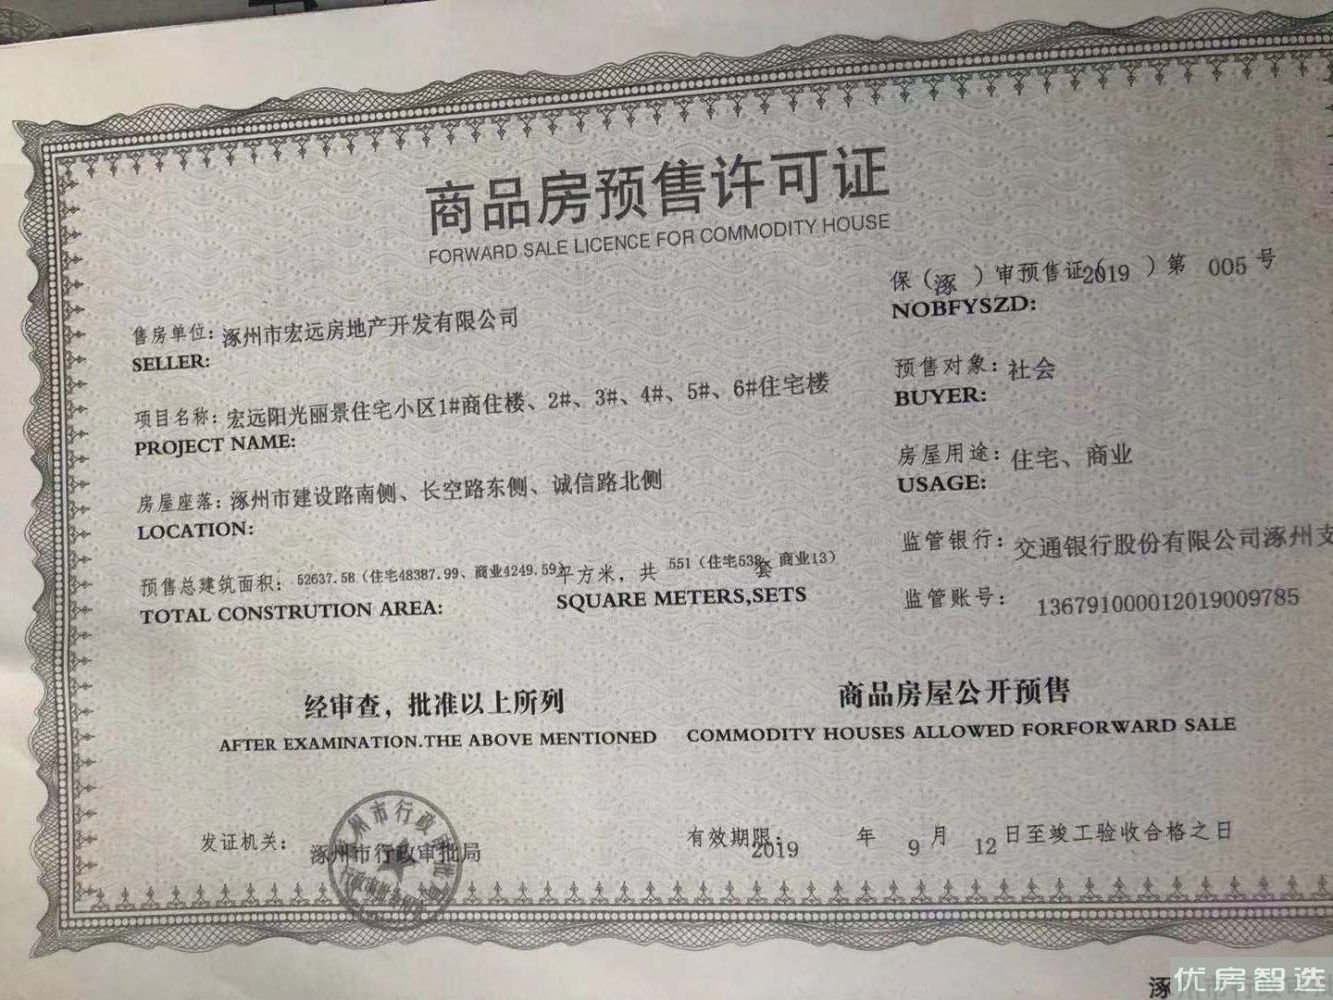 商品房预售许可证
FORWARD SALE LICENCE FOR COMMODITY HOUSE
保（涿）审预售证（2019）第 005 号
NOBFYSZD:
售房单位：涿州市宏远房地产开发有限公司
SELLER:
预售对象：社会
BUYER:
项目名称：宏远阳光丽景住宅小区1#商住楼、2#、3#、4#、5#、6#住宅楼
PROJECT NAME:
房屋用途：住宅、商业
USAGE:
房屋座落：涿州市建设路南侧、长空路东侧、诚信路北侧
LOCATION:
监管银行：交通银行股份有限公司涿州支
预售总建筑面积：52637.58（住宅48387.99、商业4249.59）平方米，共 551（住宅538、商业13）套
TOTAL CONSTRUTION AREA: SQUARE METERS,SETS
监管账号：136791000012019009785
经审查，批准以上所列 商品房屋公开预售
AFTER EXAMINATION.THE ABOVE MENTIONED COMMODITY HOUSES ALLOWED FORFORWARD SALE
发证机关：涿州市行政审批局
有效期限：2019 年 9 月 12 日至竣工验收合格之日
涿
优房智选